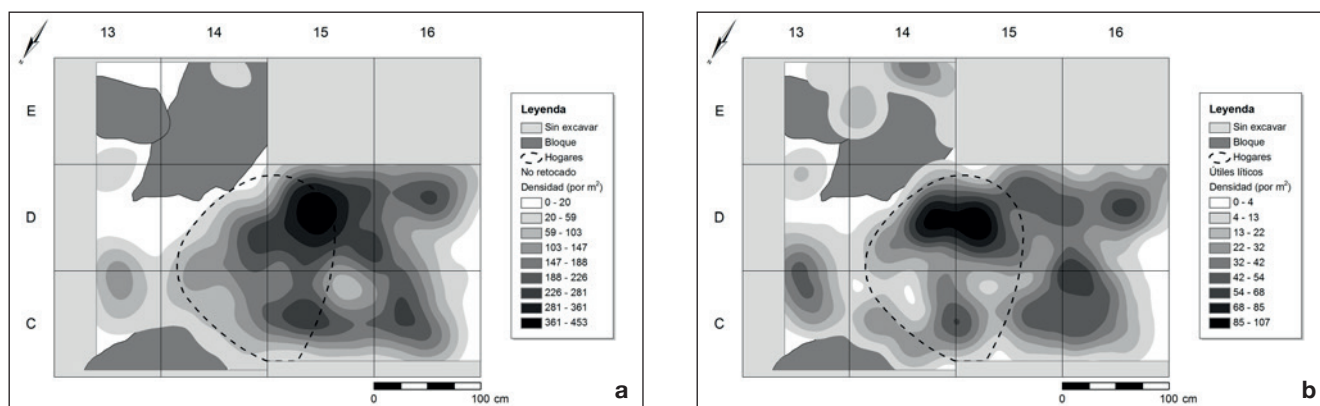 13 14 15 16
E
D
C
Leyenda
Sin excavar
Bloque
Hogares
No retocado
Densidad (por m²)
0 - 20
20 - 59
59 - 103
103 - 147
147 - 188
188 - 226
226 - 281
281 - 361
361 - 453
0 100 cm
a
13 14 15 16
E
D
C
Leyenda
Sin excavar
Bloque
Hogares
Útiles líticos
Densidad (por m²)
0 - 4
4 - 13
13 - 22
22 - 32
32 - 42
42 - 54
54 - 68
68 - 85
85 - 107
0 100 cm
b